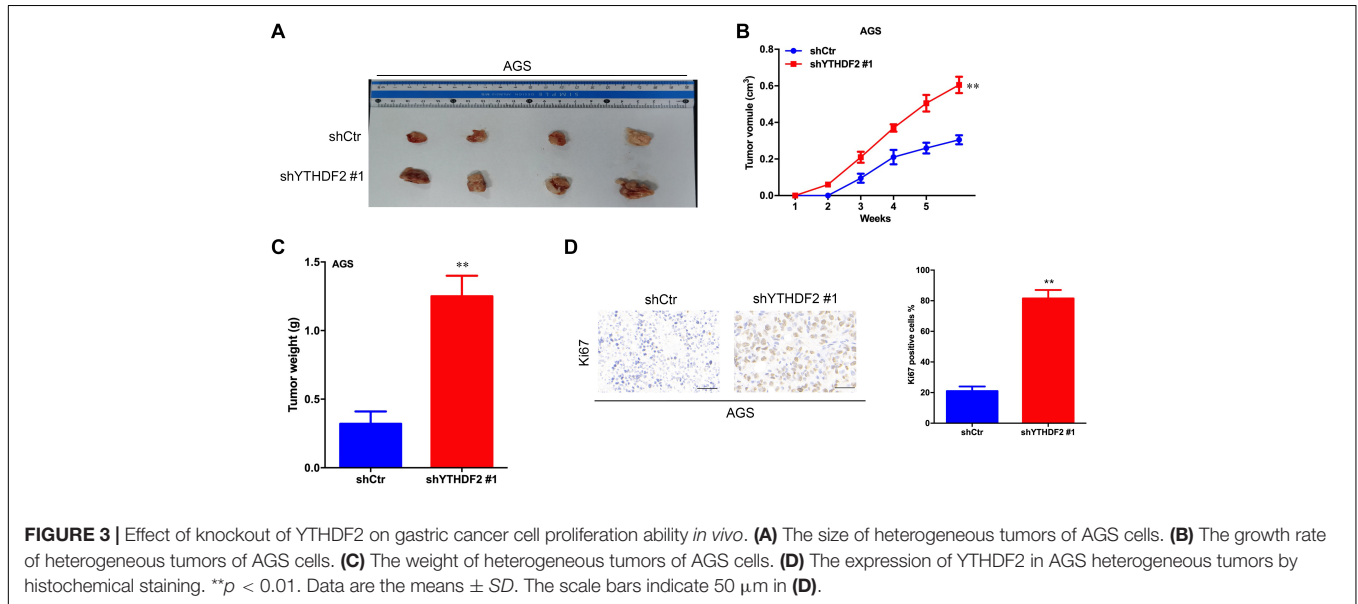 A
AGS
shCtr
shYTHDF2 #1
B
AGS
shCtr
shYTHDF2 #1
Tumor vomule (cm³)
0.8
0.6
0.4
0.2
0.0
**
1 2 3 4 5
Weeks
C
AGS
Tumor weight (g)
1.5
1.0
0.5
0.0
**
shCtr shYTHDF2 #1
D
shCtr shYTHDF2 #1
Ki67
AGS
Ki67 positive cells %
100
80
60
40
20
0
**
shCtr shYTHDF2 #1
FIGURE 3 | Effect of knockout of YTHDF2 on gastric cancer cell proliferation ability in vivo. (A) The size of heterogeneous tumors of AGS cells. (B) The growth rate
of heterogeneous tumors of AGS cells. (C) The weight of heterogeneous tumors of AGS cells. (D) The expression of YTHDF2 in AGS heterogeneous tumors by
histochemical staining. **p < 0.01. Data are the means ± SD. The scale bars indicate 50 μm in (D).